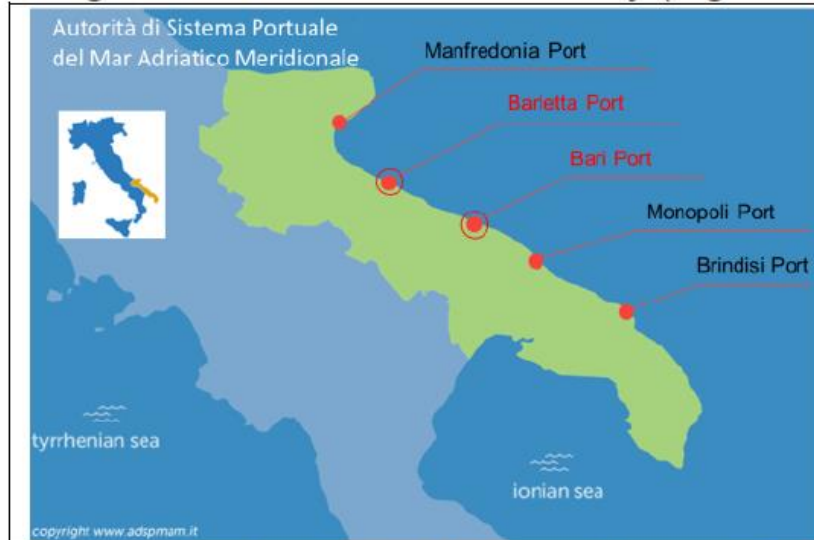 Autorità di Sistema Portuale
del Mar Adriatico Meridionale
Manfredonia Port
Barietta Port
Bari Port
Monopoli Port
Brindisi Port
tyrrhenian sea
ionian sea
copyright www.adspmam.it